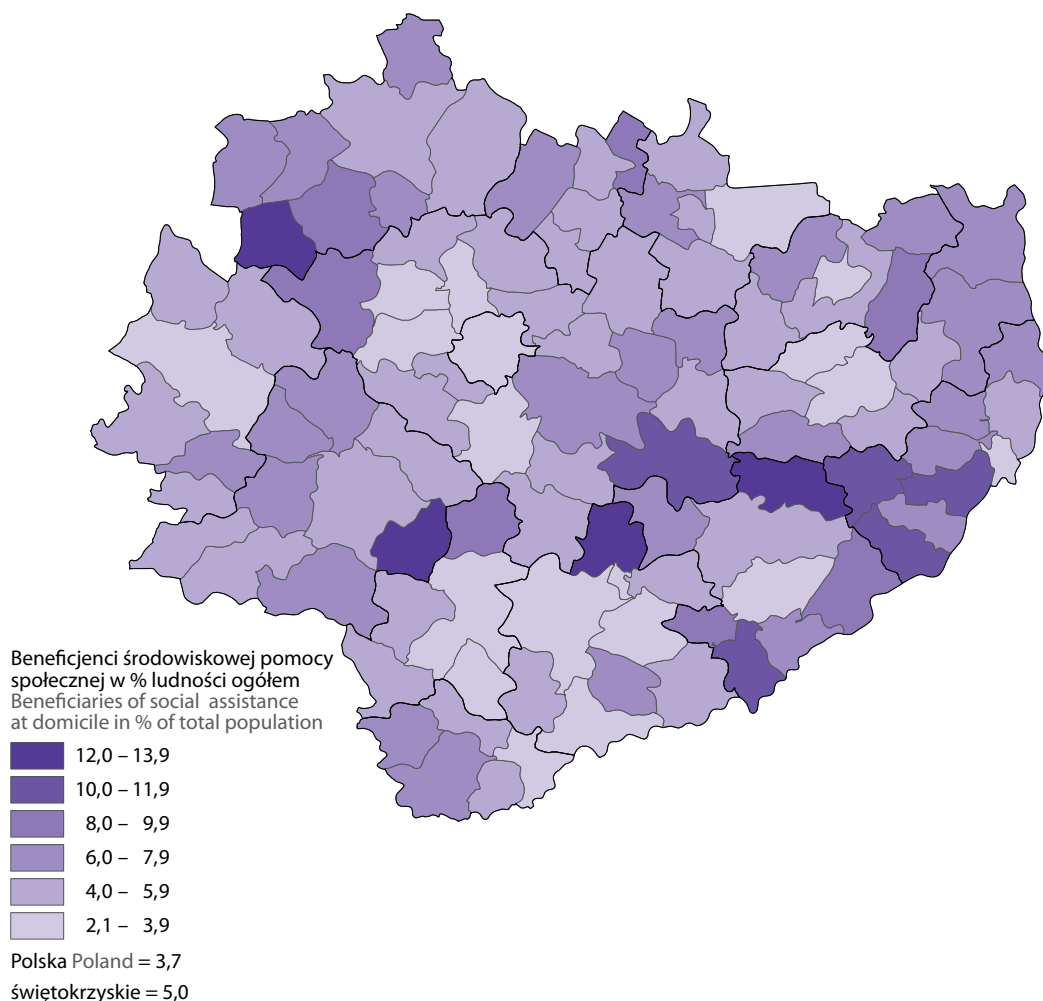 Beneficjenci środowiskowej pomocy
społecznej w % ludności ogółem
Beneficiaries of social assistance
at domicile in % of total population
12,0 – 13,9
10,0 – 11,9
8,0 – 9,9
6,0 – 7,9
4,0 – 5,9
2,1 – 3,9
Polska Poland = 3,7
świętokrzyskie = 5,0